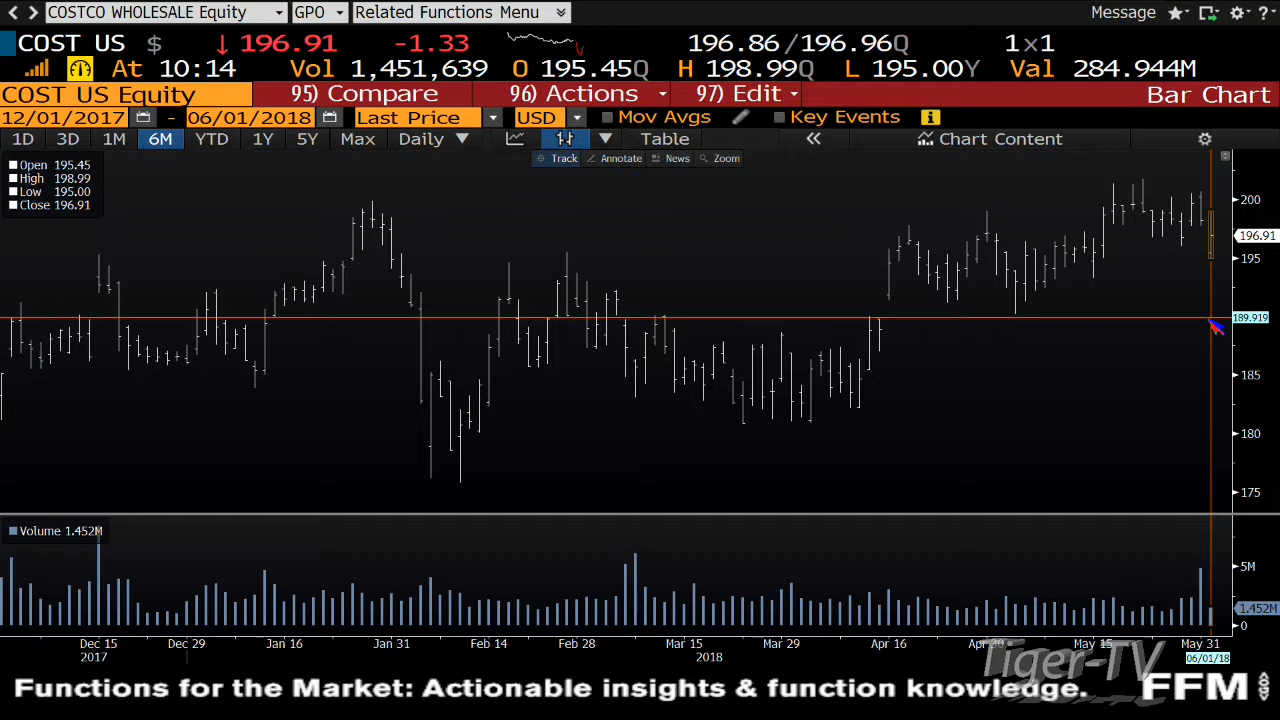 COSTCO WHOLESALE Equity GPO Related Functions Menu Message ?
COST US $ ↓196.91 -1.33 196.86/196.96Q 1×1
At 10:14 Vol 1,451,639 O 195.45Q H 198.99Q L 195.00Y Val 284.944M
COST US Equity 95) Compare 96) Actions 97) Edit Bar Chart
12/01/2017 - 06/01/2018 Last Price USD Mov Avgs Key Events
1D 3D 1M 6M YTD 1Y 5Y Max Daily Table Chart Content
Track Annotate News Zoom
Open 195.45
High 198.99
Low 195.00
Close 196.91
200
196.91
195
189.919
185
180
175
Volume 1.452M
5M
1.452M
0
Dec 15 Dec 29 Jan 16 Jan 31 Feb 14 Feb 28 Mar 15 Mar 29 Apr 16 Apr 30 May 15 May 31
2017 2018 06/01/18
Tiger-TV
Functions for the Market: Actionable insights & function knowledge. FFM